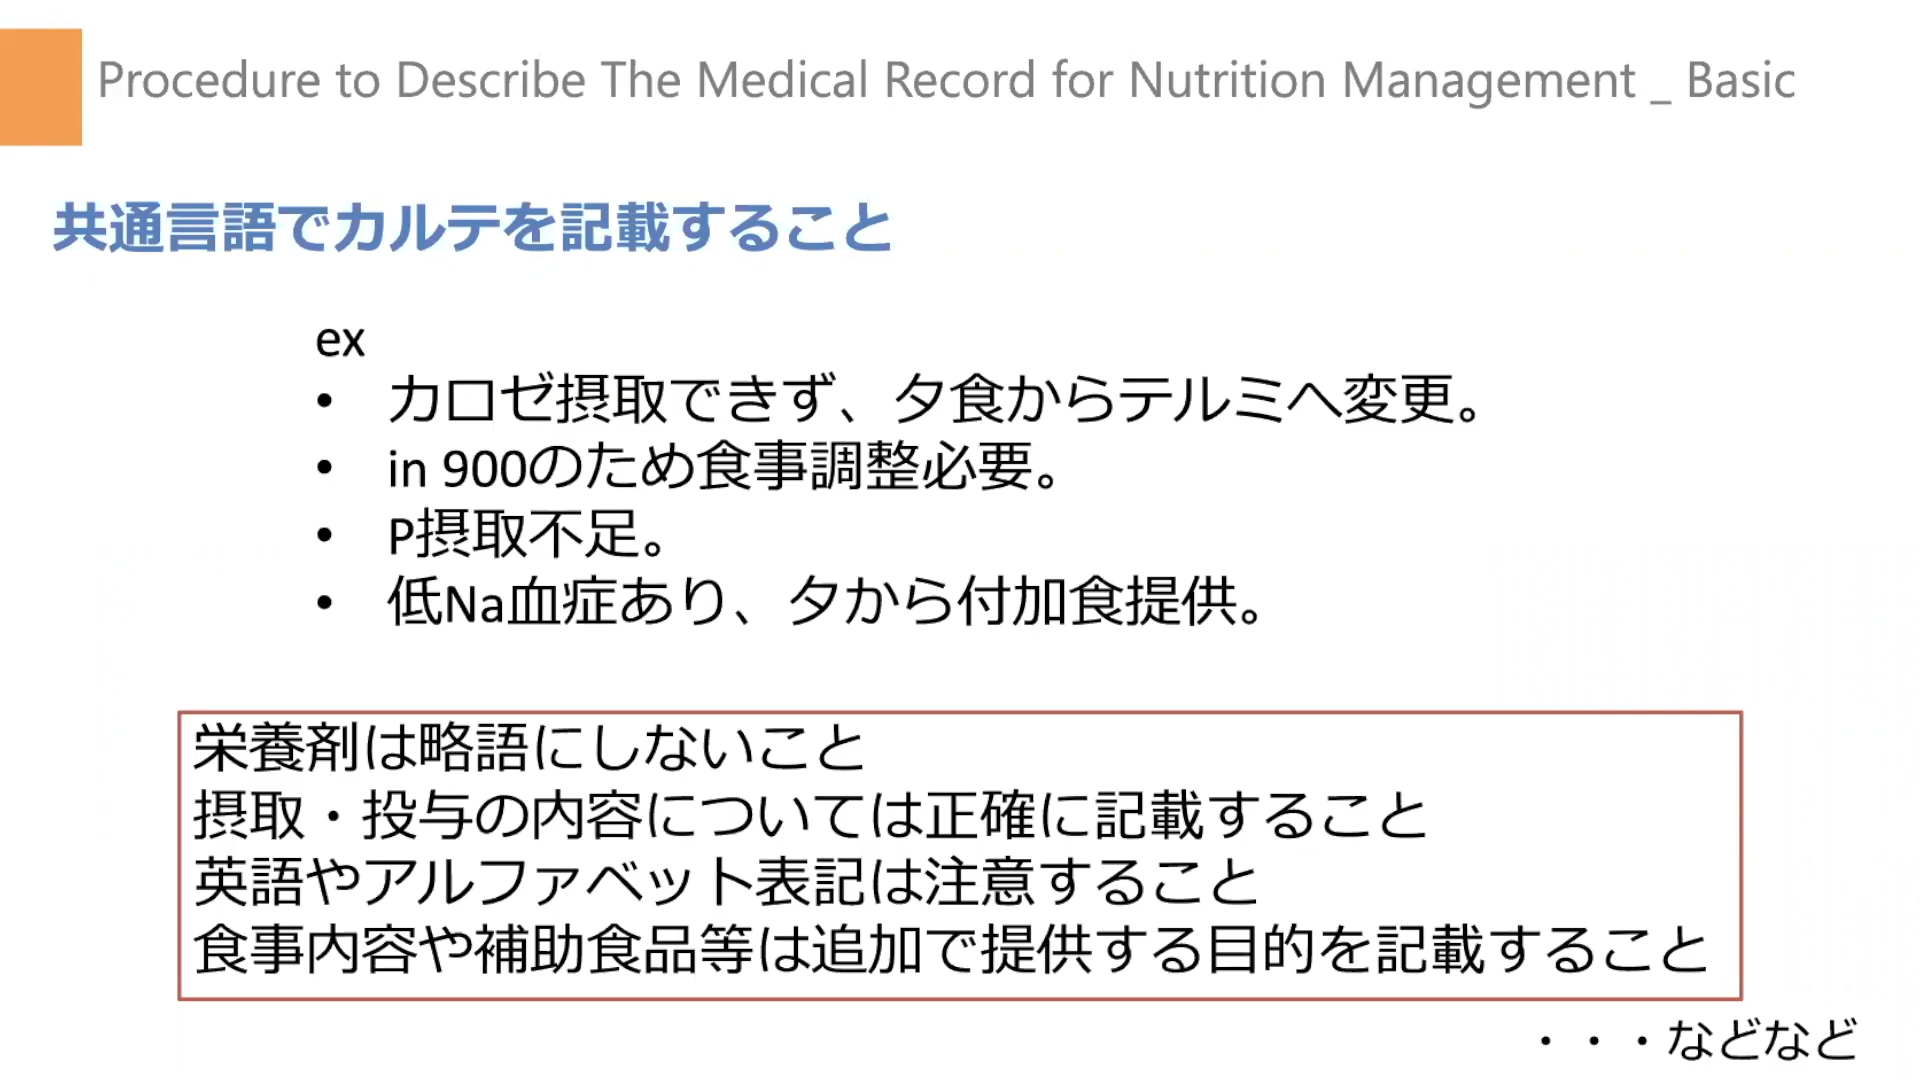 Procedure to Describe The Medical Record for Nutrition Management _ Basic
共通言語でカルテを記載すること
ex
• カロゼ摂取できず、夕食からテルミへ変更。
• in 900のため食事調整必要。
• P摂取不足。
• 低Na血症あり、夕から付加食提供。
栄養剤は略語にしないこと
摂取・投与の内容については正確に記載すること
英語やアルファベット表記は注意すること
食事内容や補助食品等は追加で提供する目的を記載すること
・・・などなど